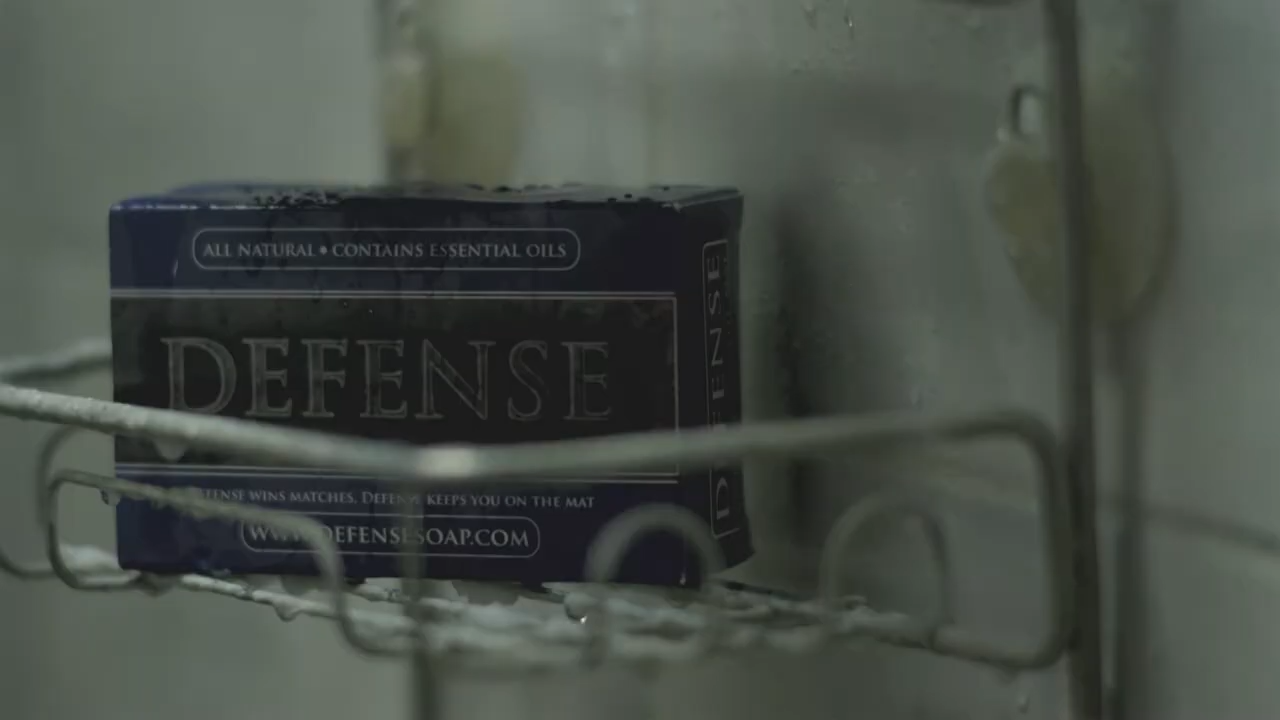 ALL NATURAL • CONTAINS ESSENTIAL OILS
DEFENSE
WINS MATCHES. DEFENSE KEEPS YOU ON THE MAT
WWW.DEFENSESOAP.COM
DEFENSE